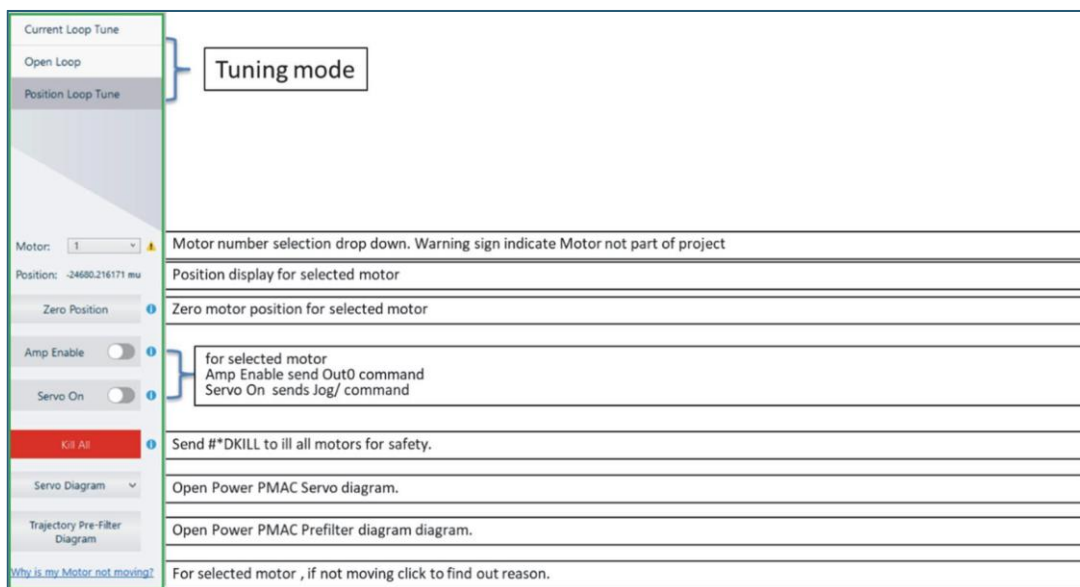 Current Loop Tune
Open Loop
Position Loop Tune
Tuning mode
Motor: 1
Motor number selection drop down. Warning sign indicate Motor not part of project
Position: -24680.216171 mu
Position display for selected motor
Zero Position
Zero motor position for selected motor
Amp Enable
Servo On
for selected motor
Amp Enable send Out0 command
Servo On sends Jog/ command
Kill All
Send #*DKILL to ill all motors for safety.
Servo Diagram
Open Power PMAC Servo diagram.
Trajectory Pre-Filter
Diagram
Open Power PMAC Prefilter diagram diagram.
Why is my Motor not moving?
For selected motor , if not moving click to find out reason.